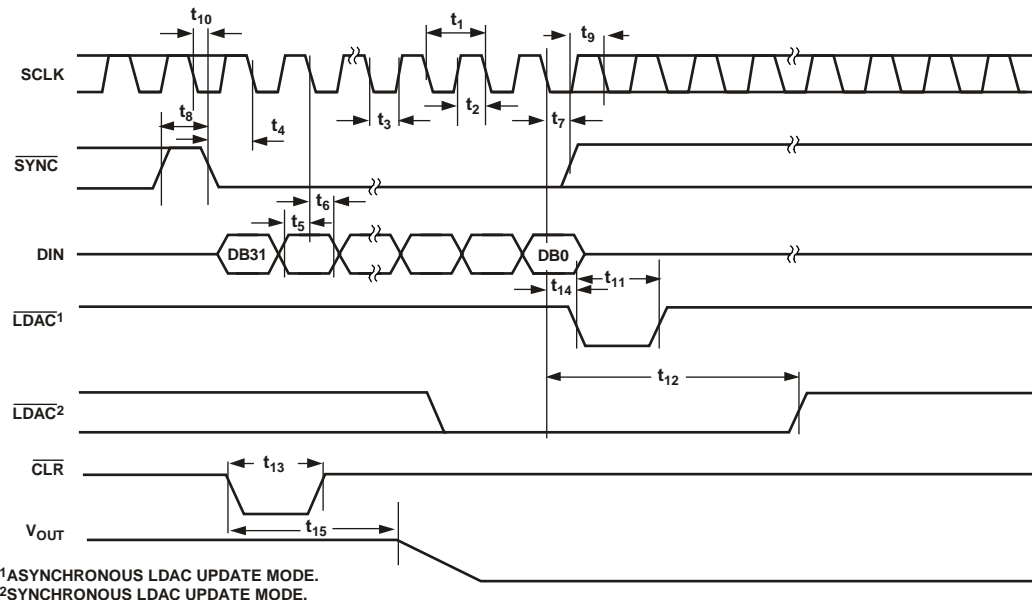 t10
t1
t9
SCLK
t8
t4
t3
t2
t7
SYNC
t6
t5
DIN
DB31
DB0
t14
t11
LDAC1
t12
LDAC2
CLR
t13
t15
VOUT
1ASYNCHRONOUS LDAC UPDATE MODE.
2SYNCHRONOUS LDAC UPDATE MODE.